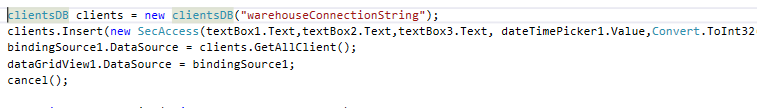 clientsDB clients = new clientsDB("warehouseConnectionString");
clients.Insert(new SecAccess(textBox1.Text,textBox2.Text,textBox3.Text, dateTimePicker1.Value,Convert.ToInt32
bindingSource1.DataSource = clients.GetAllClient();
dataGridView1.DataSource = bindingSource1;
cancel();